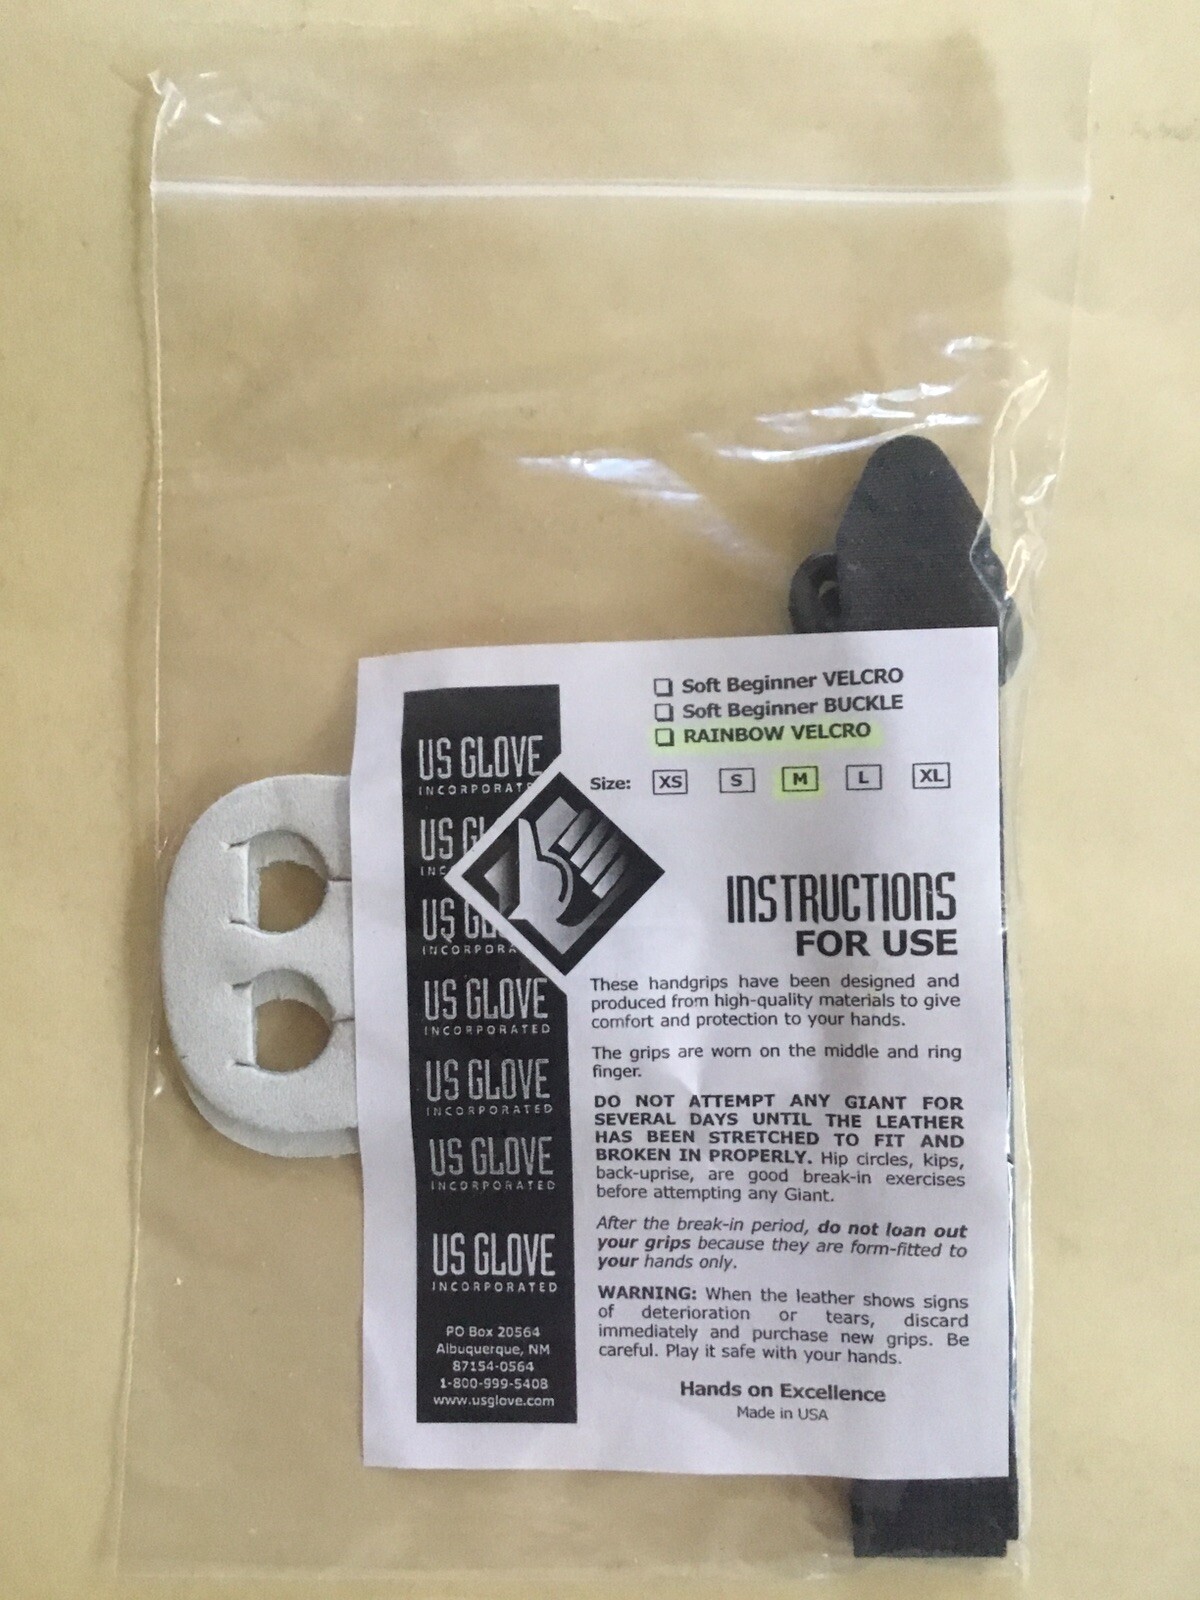 ❏ Soft Beginner VELCRO
❏ Soft Beginner BUCKLE
❏ RAINBOW VELCRO
Size: XS S M L XL
US GLOVE
INCORPORATE
US GL
INC
US GL
INCORPORA
US GLOVE
INCORPORATED
US GLOVE
INCORPORATED
US GLOVE
INCORPORATED
US GLOVE
INCORPORATED
PO Box 20564
Albuquerque, NM
87154-0564
1-800-999-5408
www.usglove.com
INSTRUCTIONS
FOR USE
These handgrips have been designed and
produced from high-quality materials to give
comfort and protection to your hands.
The grips are worn on the middle and ring
finger.
DO NOT ATTEMPT ANY GIANT FOR
SEVERAL DAYS UNTIL THE LEATHER
HAS BEEN STRETCHED TO FIT AND
BROKEN IN PROPERLY. Hip circles, kips,
back-uprise, are good break-in exercises
before attempting any Giant.
After the break-in period, do not loan out
your grips because they are form-fitted to
your hands only.
WARNING: When the leather shows signs
of deterioration or tears, discard
immediately and purchase new grips. Be
careful. Play it safe with your hands.
Hands on Excellence
Made in USA